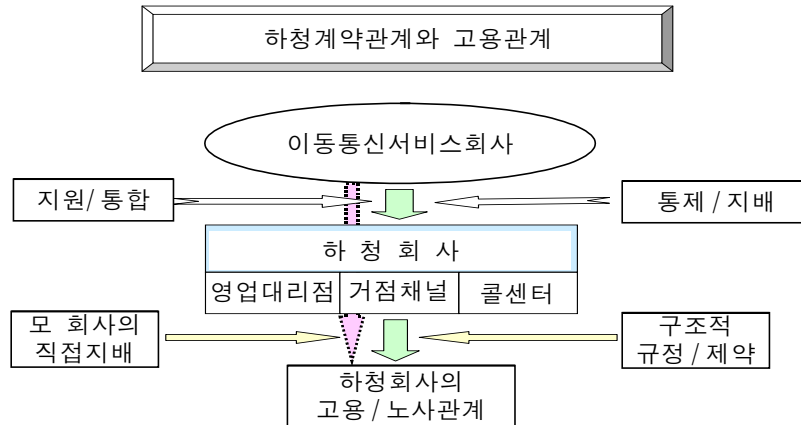 하청계약관계와 고용관계
이동통신서비스회사
지원/ 통합
통제 / 지배
하 청 회 사
영업대리점
거점채널
콜센터
모 회사의
직접지배
구조적
규정 / 제약
하청회사의
고용 / 노사관계